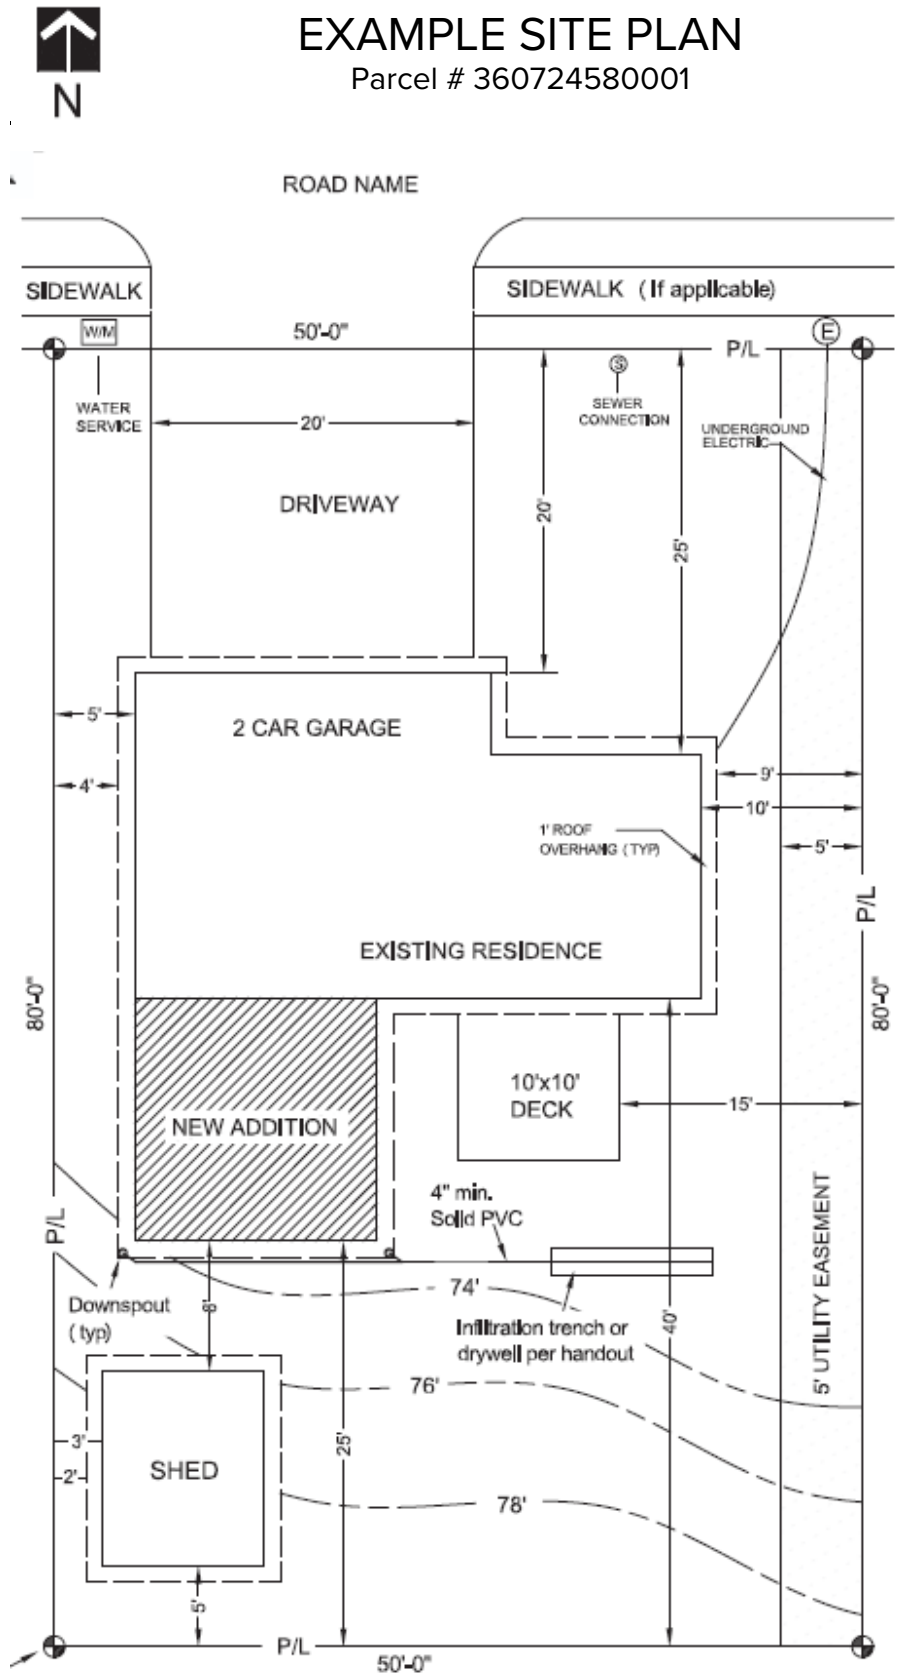 EXAMPLE SITE PLAN
Parcel # 360724580001
N
ROAD NAME
SIDEWALK
SIDEWALK ( If applicable)
W/M
50'-0"
P/L
E
S
WATER
SERVICE
20'
SEWER
CONNECTION
UNDERGROUND
ELECTRIC
DRIVEWAY
20'
25'
5'
2 CAR GARAGE
4'
9'
10'
1' ROOF
OVERHANG ( TYP)
5'
P/L
EXISTING RESIDENCE
80'-0"
80'-0"
10'x10'
DECK
15'
NEW ADDITION
4" min.
Solid PVC
P/L
5' UTILITY EASEMENT
Downspout
( typ)
6'
74'
Infiltration trench or
drywell per handout
40'
76'
3'
25'
SHED
2'
78'
5'
P/L
50'-0"